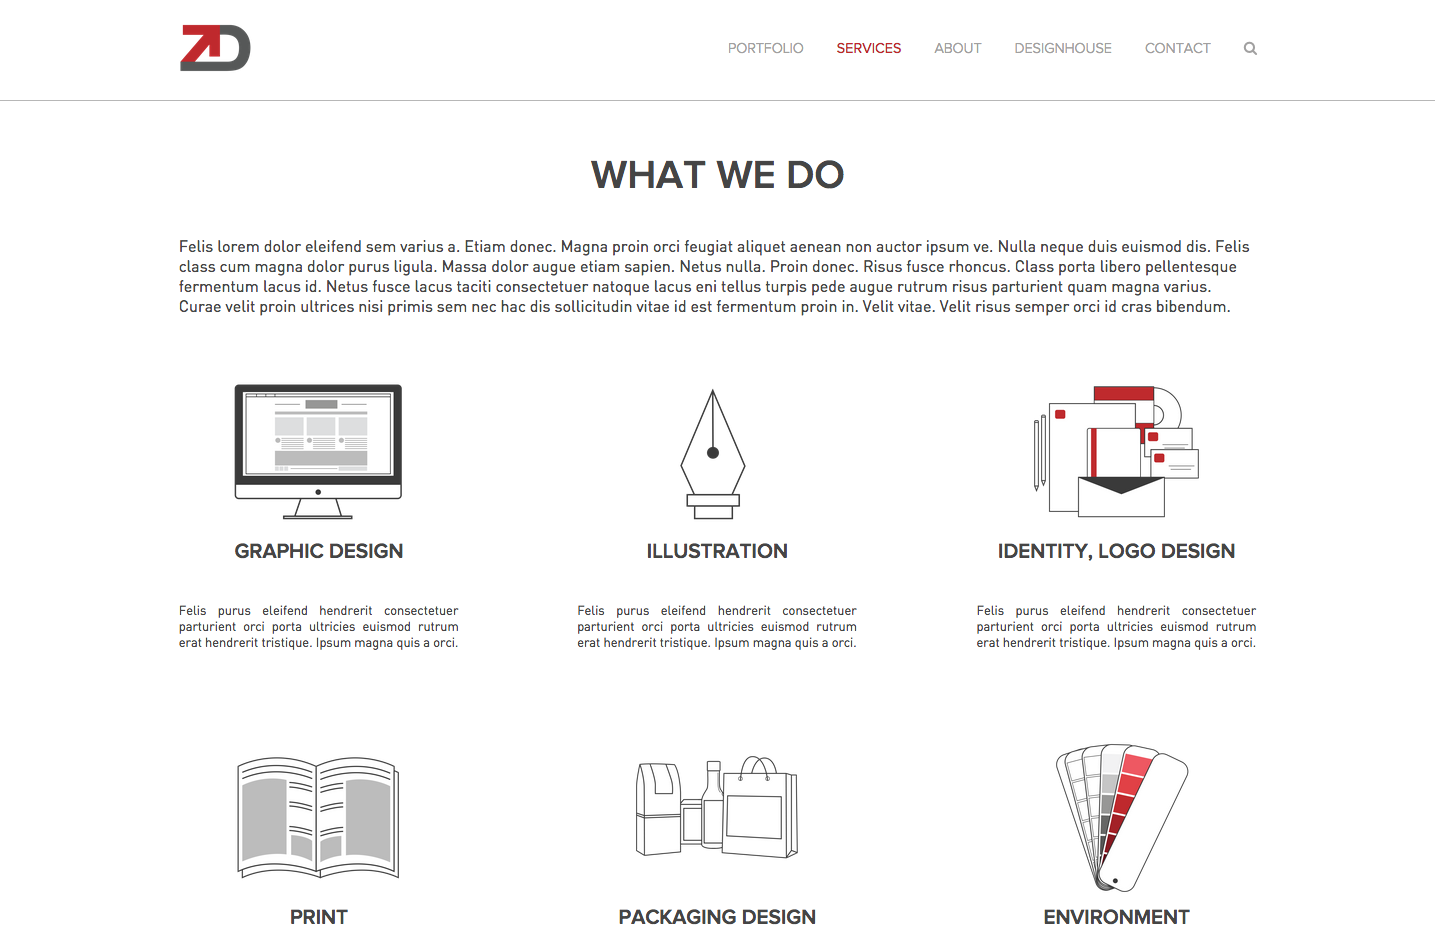 ZD
PORTFOLIO SERVICES ABOUT DESIGNHOUSE CONTACT
WHAT WE DO
Felis lorem dolor eleifend sem varius a. Etiam donec. Magna proin orci feugiat aliquet aenean non auctor ipsum ve. Nulla neque duis euismod dis. Felis
class cum magna dolor purus ligula. Massa dolor augue etiam sapien. Netus nulla. Proin donec. Risus fusce rhoncus. Class porta libero pellentesque
fermentum lacus id. Netus fusce lacus taciti consectetuer natoque lacus eni tellus turpis pede augue rutrum risus parturient quam magna varius.
Curae velit proin ultrices nisi primis sem nec hac dis sollicitudin vitae id est fermentum proin in. Velit vitae. Velit risus semper orci id cras bibendum.
GRAPHIC DESIGN
Felis purus eleifend hendrerit consectetuer
parturient orci porta ultricies euismod rutrum
erat hendrerit tristique. Ipsum magna quis a orci.
ILLUSTRATION
Felis purus eleifend hendrerit consectetuer
parturient orci porta ultricies euismod rutrum
erat hendrerit tristique. Ipsum magna quis a orci.
IDENTITY, LOGO DESIGN
Felis purus eleifend hendrerit consectetuer
parturient orci porta ultricies euismod rutrum
erat hendrerit tristique. Ipsum magna quis a orci.
PRINT
PACKAGING DESIGN
ENVIRONMENT